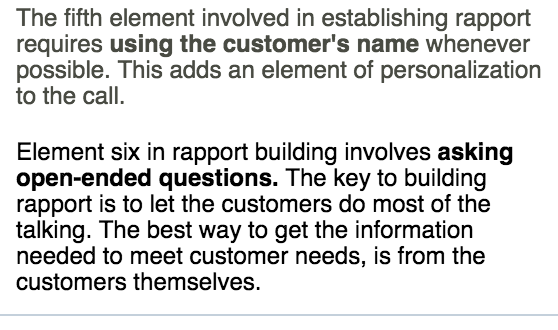 The fifth element involved in establishing rapport
requires using the customer's name whenever
possible. This adds an element of personalization
to the call.
Element six in rapport building involves asking
open-ended questions. The key to building
rapport is to let the customers do most of the
talking. The best way to get the information
needed to meet customer needs, is from the
customers themselves.